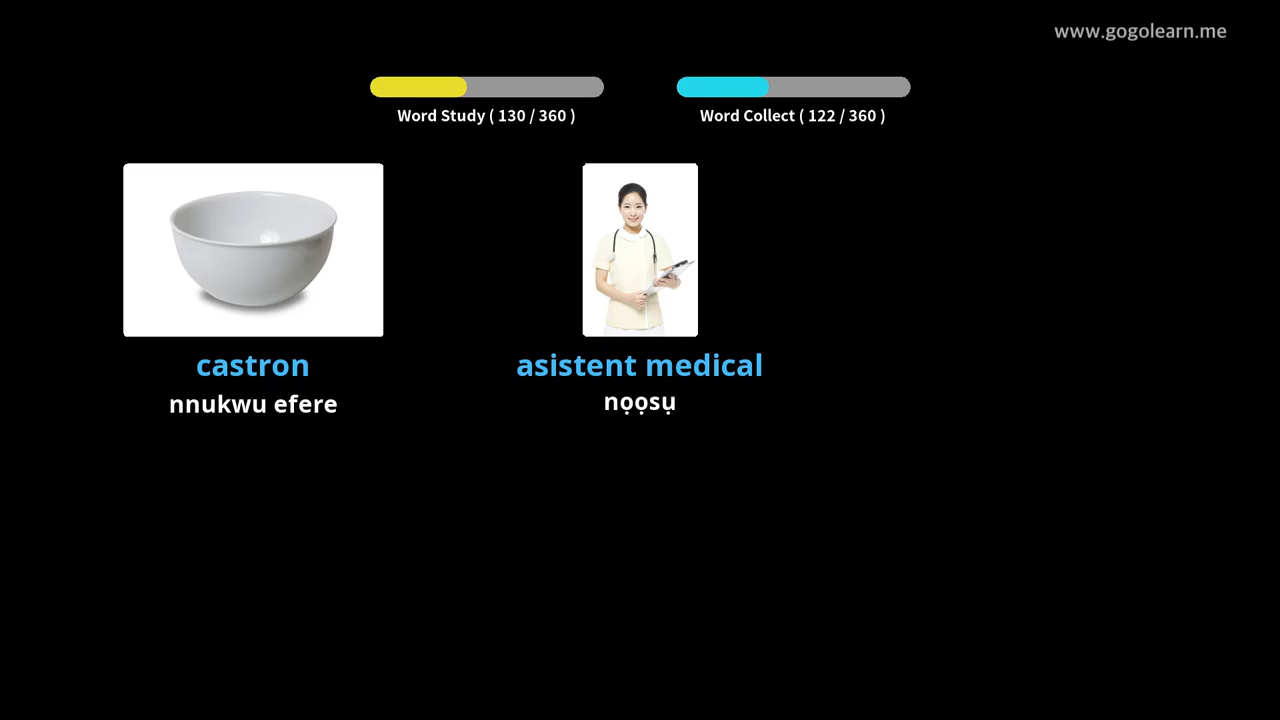 www.gogolearn.me
Word Study ( 130 / 360 )
Word Collect ( 122 / 360 )
castron
asistent medical
nnukwu efere
nọọsụ